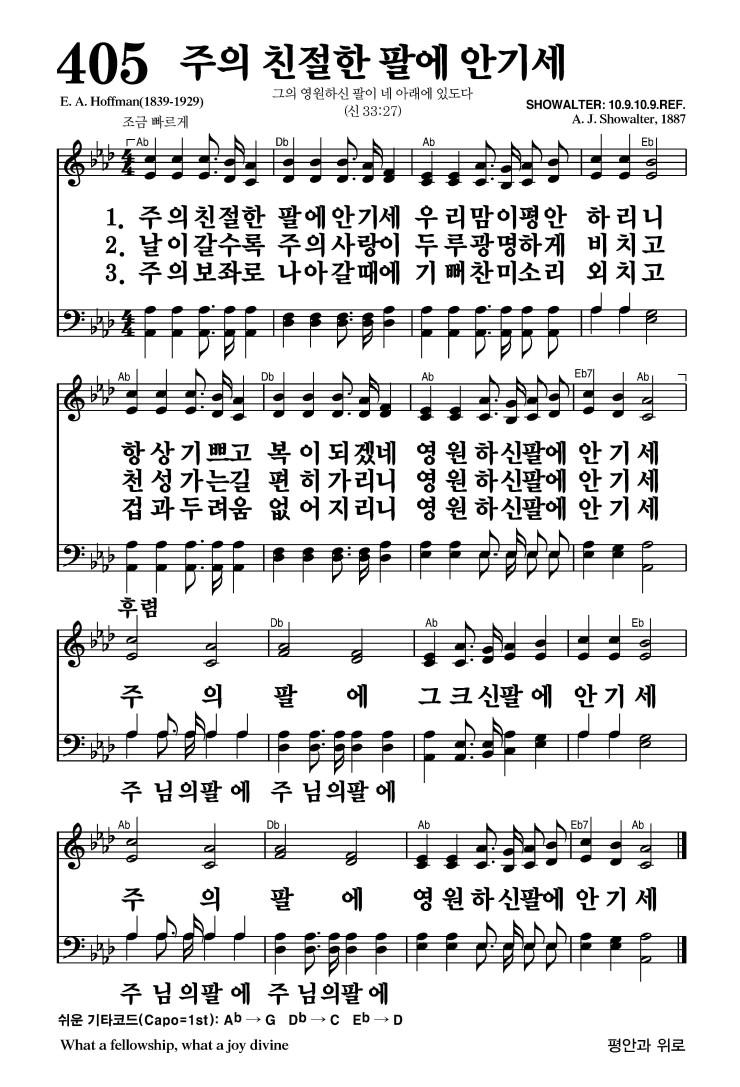 405 주의 친절한 팔에 안기세
E. A. Hoffman(1839-1929)
그의 영원하신 팔이 네 아래에 있도다
(신 33:27)
SHOWALTER: 10.9.10.9.REF.
A. J. Showalter, 1887
조금 빠르게
Ab Db Ab Eb
4 4
1. 주의친절한 팔에안기세 우리맘이평안 하리니
2. 날이갈수록 주의사랑이 두루광명하게 비치고
3. 주의보좌로 나아갈때에 기뻐찬미소리 외치고
4 4
Ab Db Ab Eb7 Ab
항상기쁘고 복이되겠네 영원하신팔에 안기세
천성가는길 편히가리니 영원하신팔에 안기세
겁과두려움 없어지리니 영원하신팔에 안기세
후렴
Db Ab Eb
주 의 팔 에 그크신팔에 안기세
주님의팔에 주님의팔에
Ab Db Ab Eb7 Ab
주 의 팔 에 영원하신팔에 안기세
주님의팔에 주님의팔에
쉬운 기타코드(Capo=1st): Ab → G Db → C Eb → D
What a fellowship, what a joy divine
평안과 위로